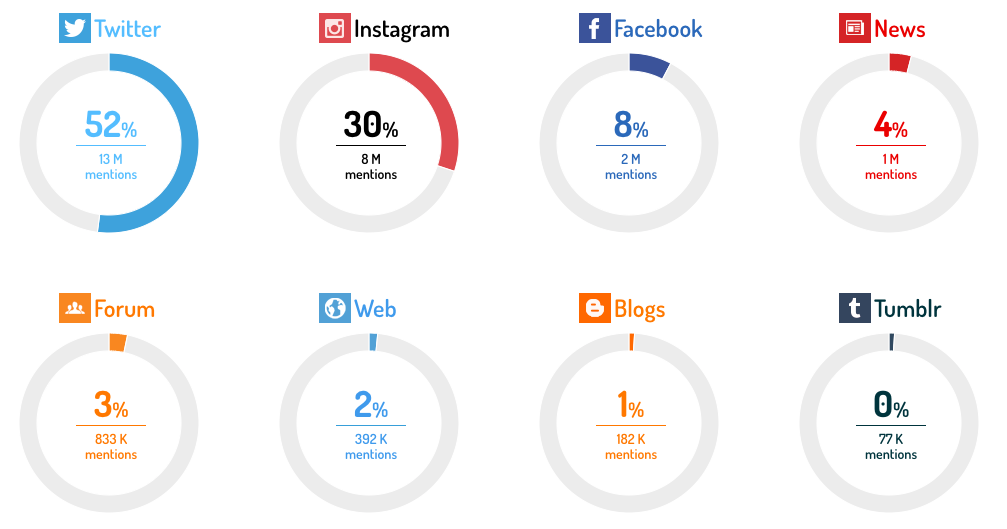 Twitter
Instagram
Facebook
News
52%
13 M
mentions
30%
8 M
mentions
8%
2 M
mentions
4%
1 M
mentions
Forum
Web
Blogs
Tumblr
3%
833 K
mentions
2%
392 K
mentions
1%
182 K
mentions
0%
77 K
mentions